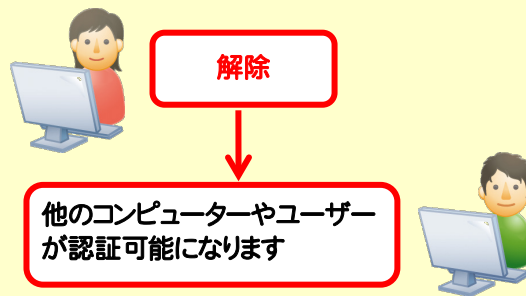 解除
他のコンピューターやユーザー
が認証可能になります